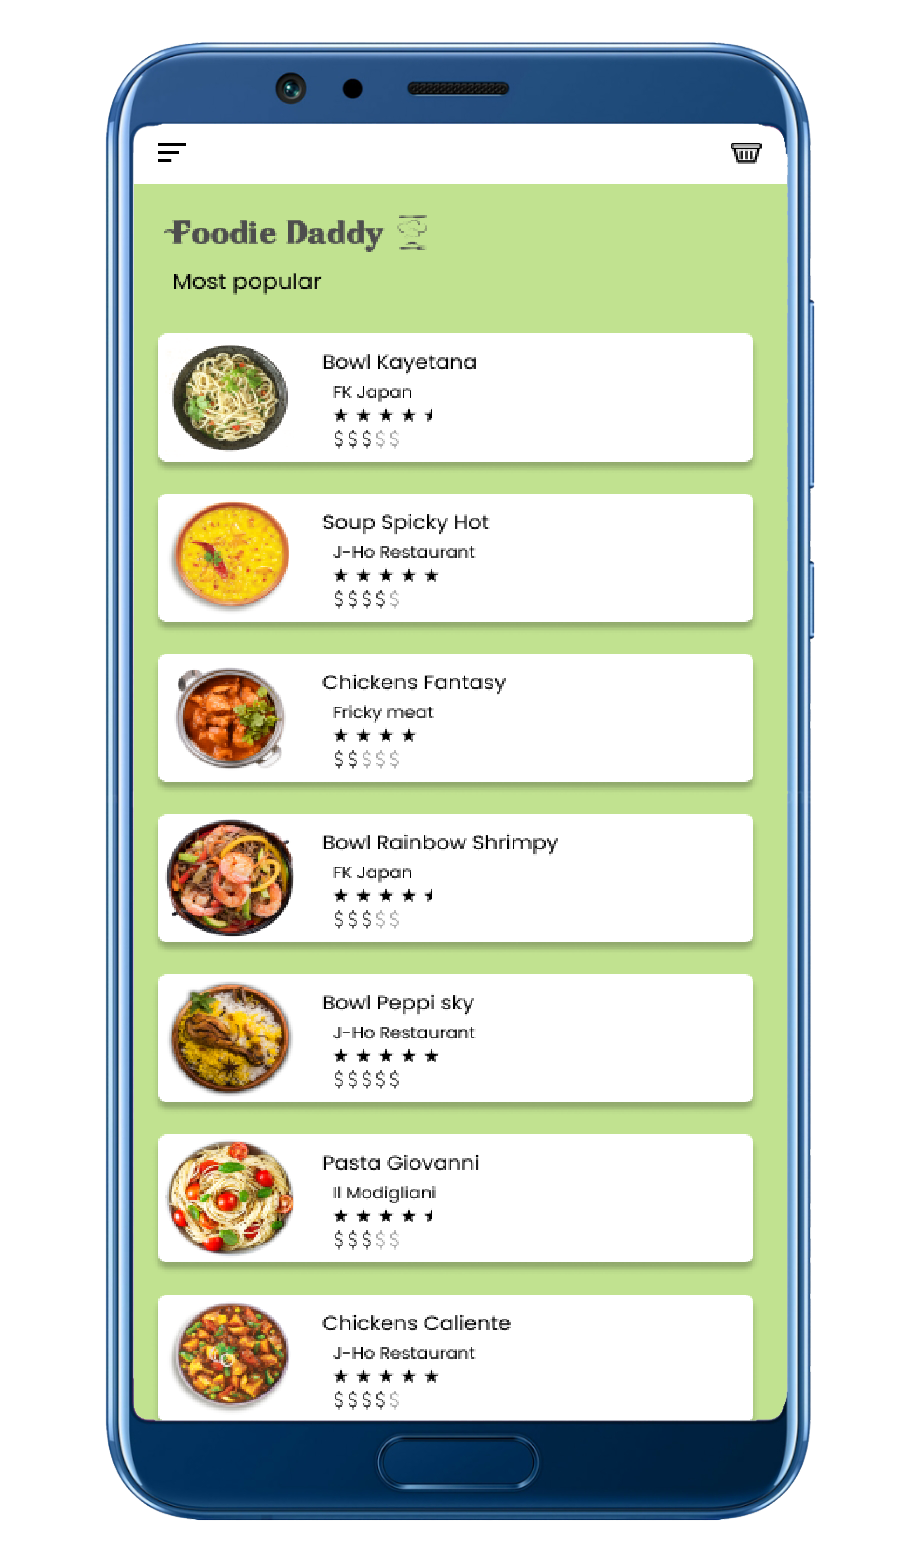 Foodie Daddy
Most popular
Bowl Kayetana
FK Japan
$$$$$
Soup Spicky Hot
J-Ho Restaurant
$$$$$
Chickens Fantasy
Fricky meat
$$$$$
Bowl Rainbow Shrimpy
FK Japan
$$$$$
Bowl Peppi sky
J-Ho Restaurant
$$$$$
Pasta Giovanni
Il Modigliani
$$$$$
Chickens Caliente
J-Ho Restaurant
$$$$$